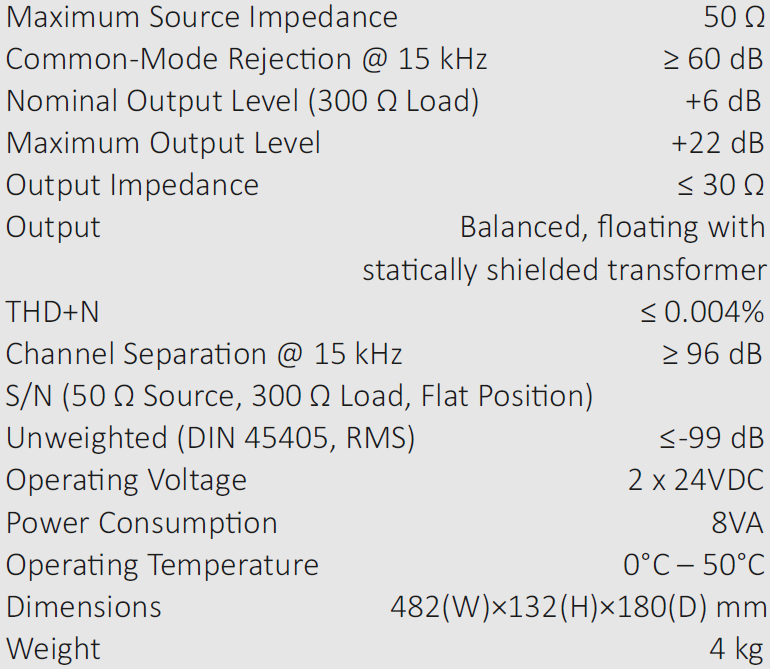 Maximum Source Impedance 50 Ω
Common-Mode Rejection @ 15 kHz ≥ 60 dB
Nominal Output Level (300 Ω Load) +6 dB
Maximum Output Level +22 dB
Output Impedance ≤ 30 Ω
Output Balanced, floating with
statically shielded transformer
THD+N ≤ 0.004%
Channel Separation @ 15 kHz ≥ 96 dB
S/N (50 Ω Source, 300 Ω Load, Flat Position)
Unweighted (DIN 45405, RMS) ≤-99 dB
Operating Voltage 2 x 24VDC
Power Consumption 8VA
Operating Temperature 0°C – 50°C
Dimensions 482(W)×132(H)×180(D) mm
Weight 4 kg